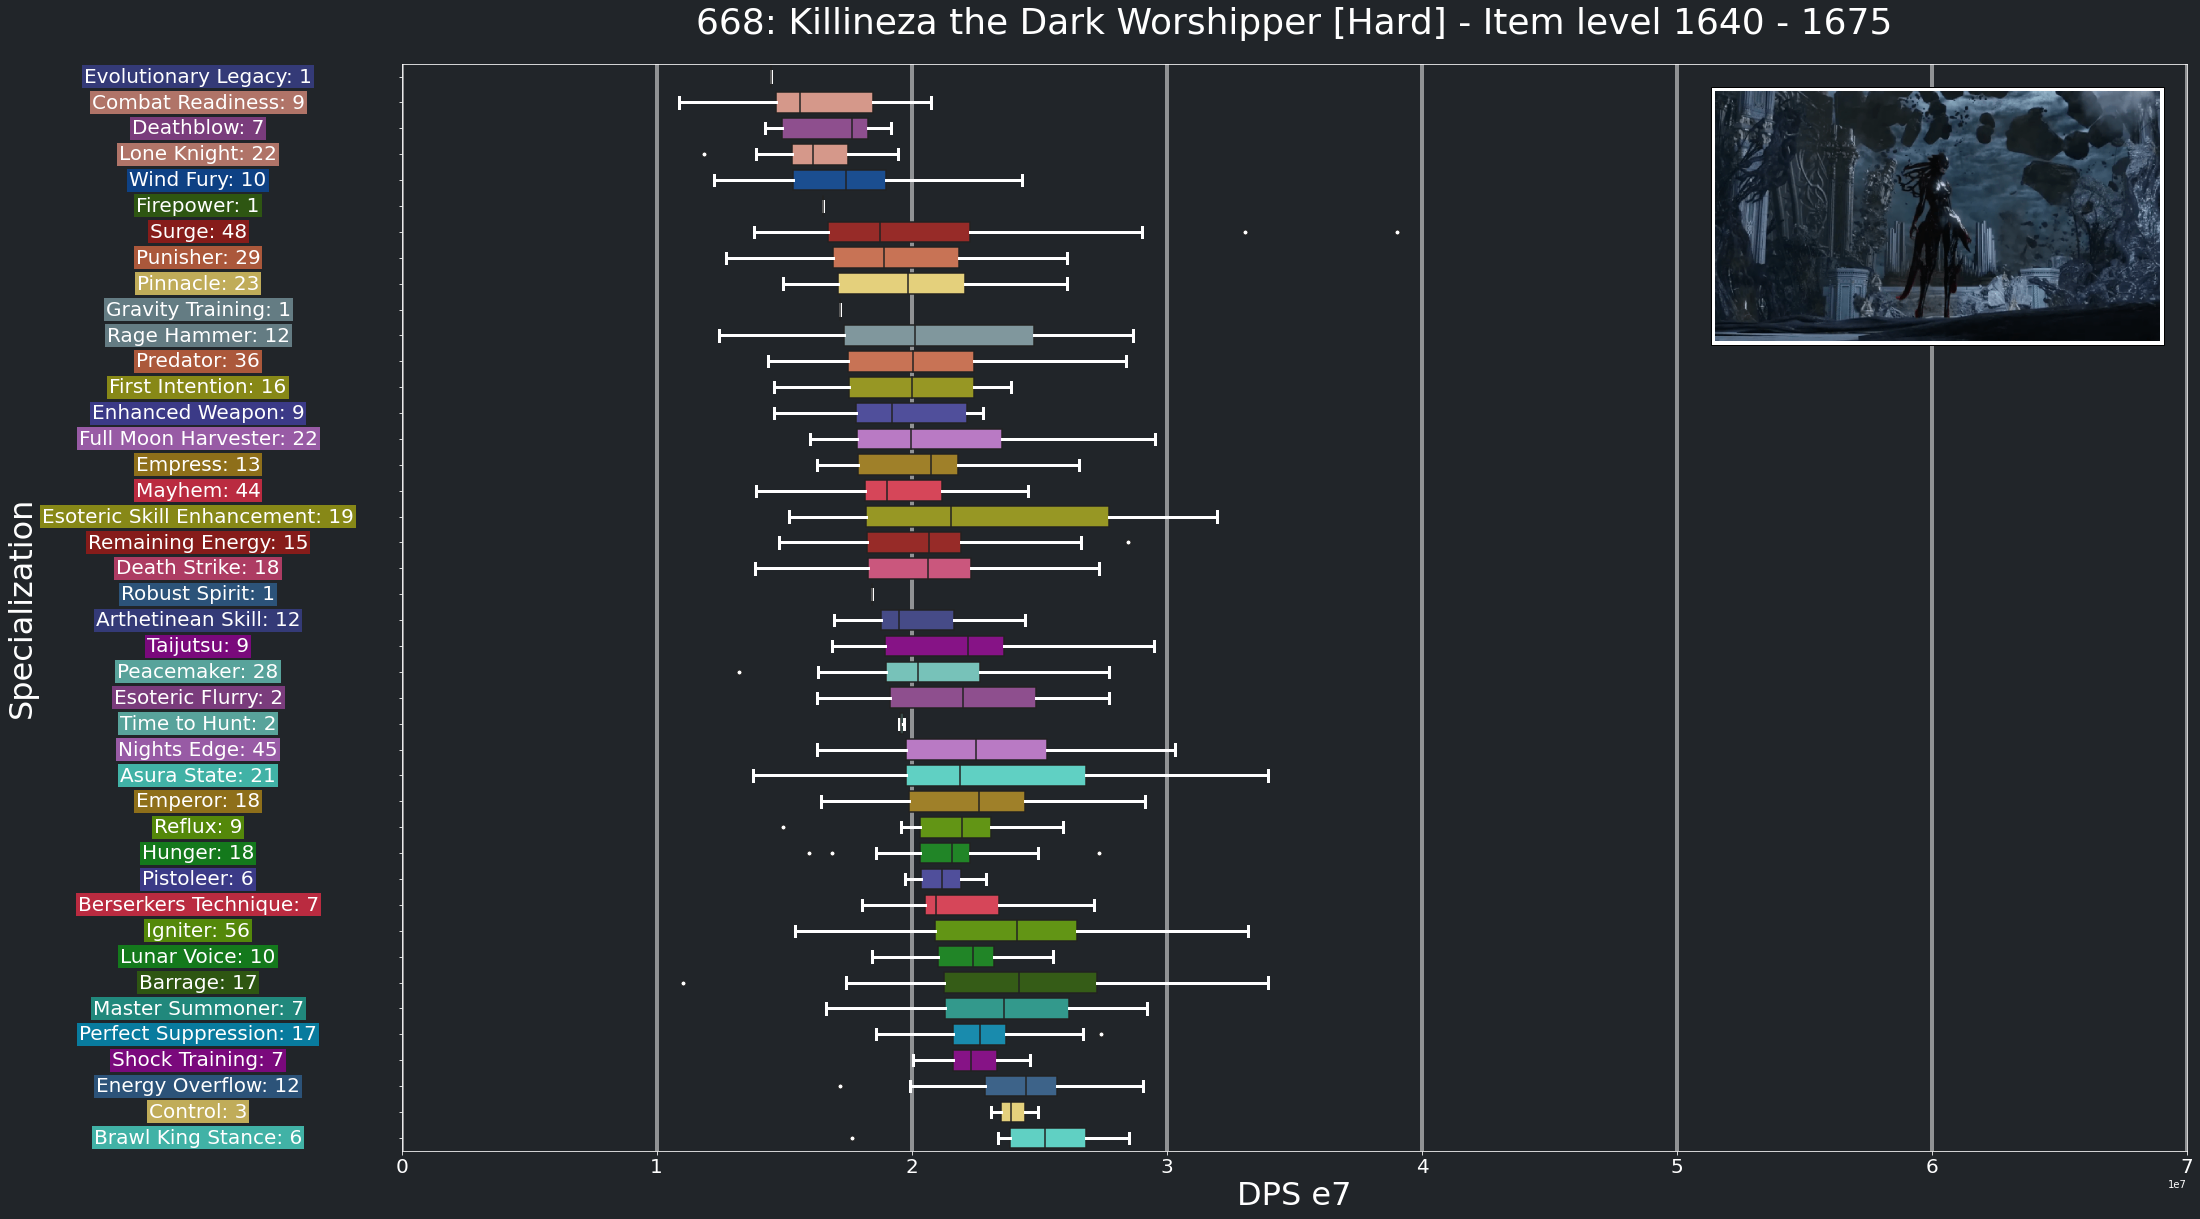 668: Killineza the Dark Worshipper [Hard] - Item level 1640 - 1675
Evolutionary Legacy: 1
Combat Readiness: 9
Deathblow: 7
Lone Knight: 22
Wind Fury: 10
Firepower: 1
Surge: 48
Punisher: 29
Pinnacle: 23
Gravity Training: 1
Rage Hammer: 12
Predator: 36
First Intention: 16
Enhanced Weapon: 9
Full Moon Harvester: 22
Empress: 13
Mayhem: 44
Esoteric Skill Enhancement: 19
Remaining Energy: 15
Death Strike: 18
Robust Spirit: 1
Arthetinean Skill: 12
Taijutsu: 9
Peacemaker: 28
Esoteric Flurry: 2
Time to Hunt: 2
Nights Edge: 45
Asura State: 21
Emperor: 18
Reflux: 9
Hunger: 18
Pistoleer: 6
Berserkers Technique: 7
Igniter: 56
Lunar Voice: 10
Barrage: 17
Master Summoner: 7
Perfect Suppression: 17
Shock Training: 7
Energy Overflow: 12
Control: 3
Brawl King Stance: 6
Specialization
0 1 2 3 4 5 6 7
DPS e7
1e7